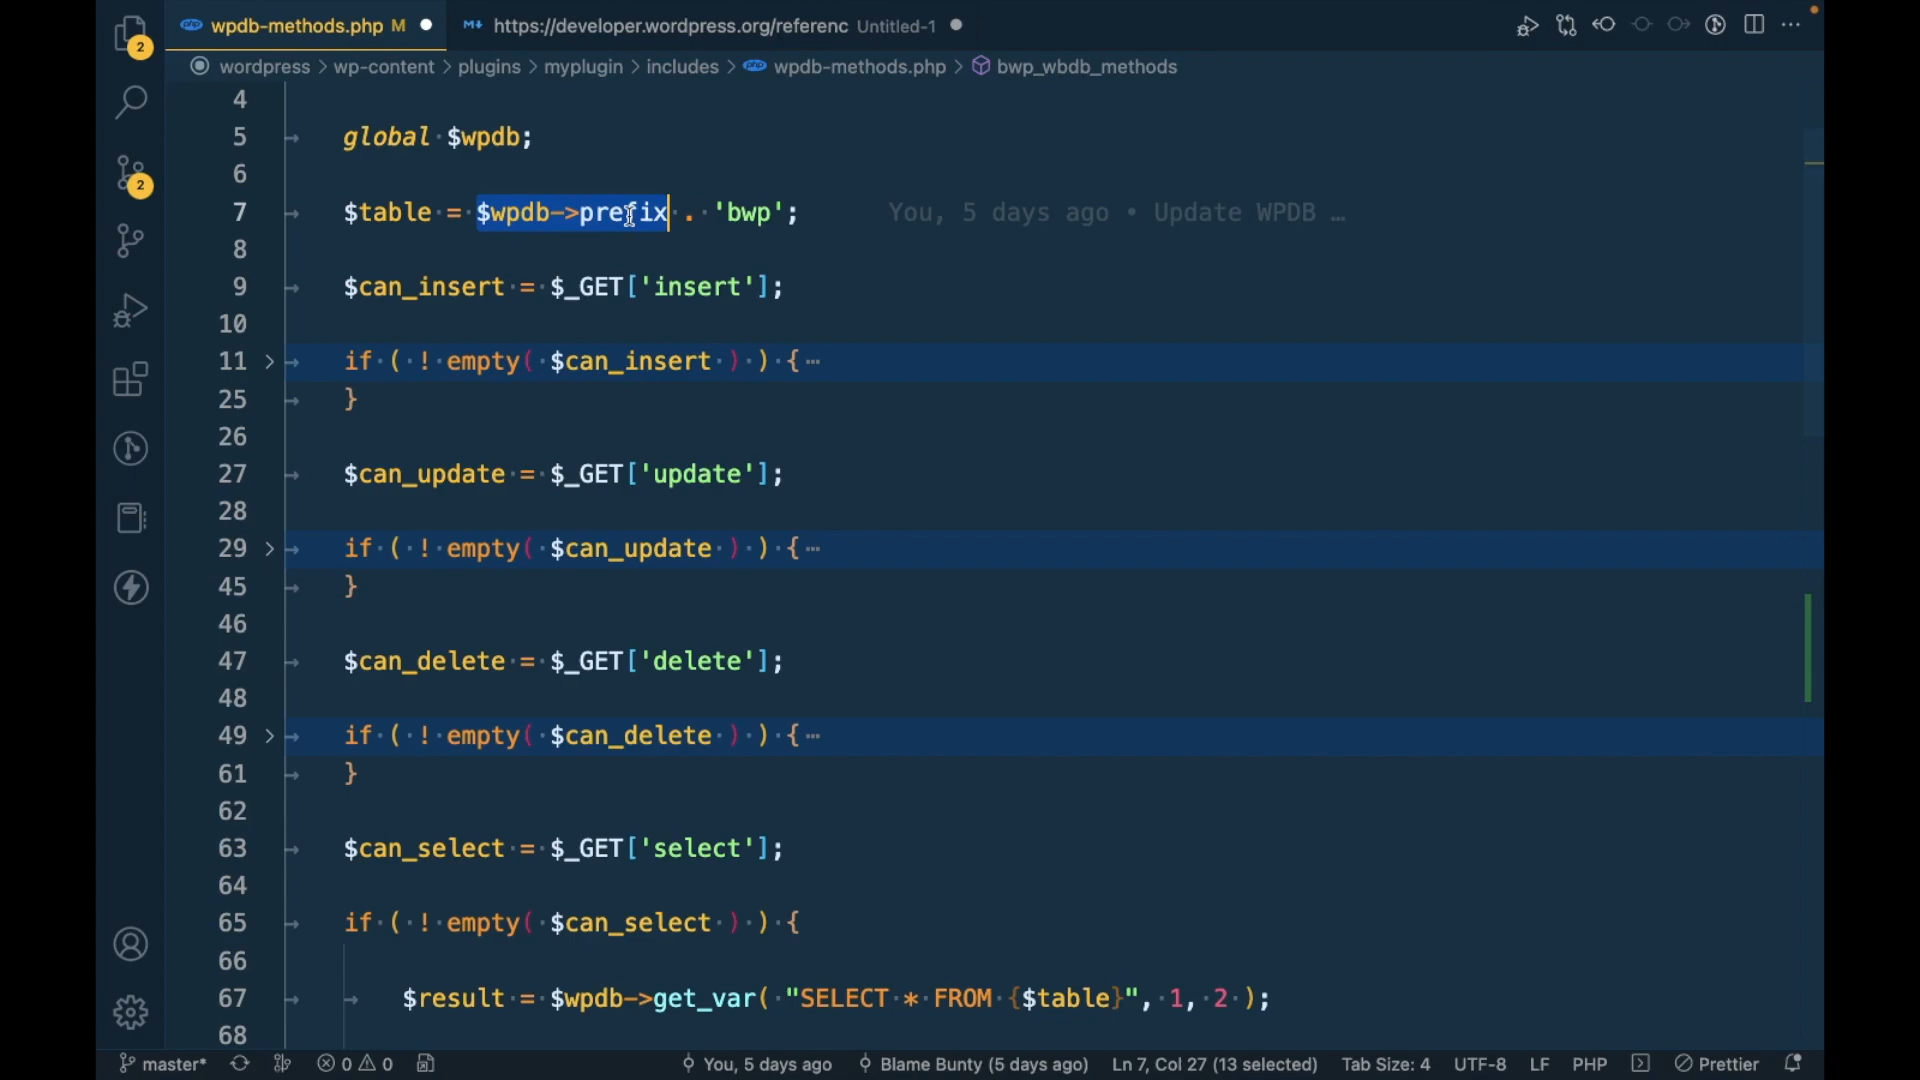 wpdb-methods.php M
https://developer.wordpress.org/referenc Untitled-1
wordpress > wp-content > plugins > myplugin > includes > php wpdb-methods.php > bwp_wbdb_methods
2
2
4
5 global $wpdb;
6
7 $table = $wpdb->prefix . 'bwp'; You, 5 days ago • Update WPDB …
8
9 $can_insert = $_GET['insert'];
10
11 if ( ! empty( $can_insert ) ) {…
25 }
26
27 $can_update = $_GET['update'];
28
29 if ( ! empty( $can_update ) ) {…
45 }
46
47 $can_delete = $_GET['delete'];
48
49 if ( ! empty( $can_delete ) ) {…
61 }
62
63 $can_select = $_GET['select'];
64
65 if ( ! empty( $can_select ) ) {
66
67 $result = $wpdb->get_var( "SELECT * FROM {$table}", 1, 2 );
68
master* 0 0 You, 5 days ago Blame Bunty (5 days ago) Ln 7, Col 27 (13 selected) Tab Size: 4 UTF-8 LF PHP Prettier